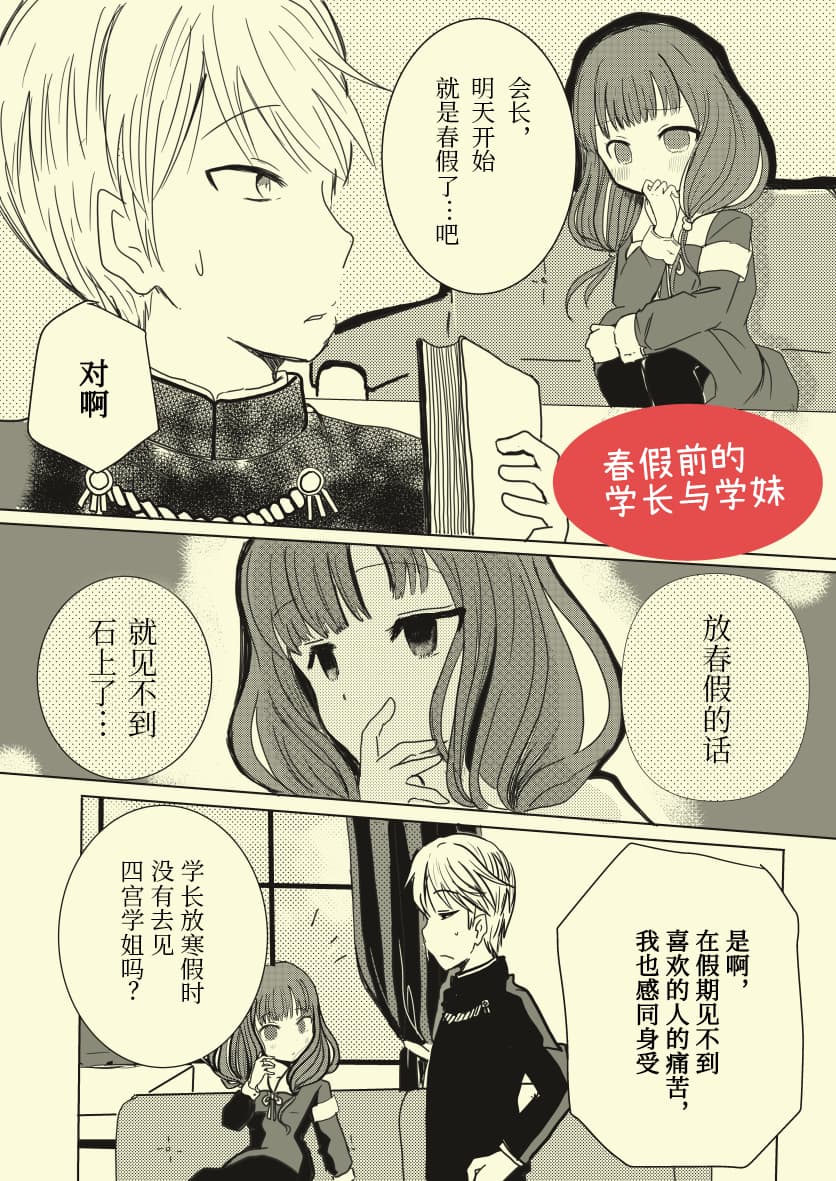 会长，
明天开始
就是春假了…吧
对
啊
春假前的
学长与学妹
放春假的话
就见不到
石上了…
是啊，
在假期见不到
喜欢的人的痛苦，
我也感同身受
学长放寒假时
没有去见
四宫学姐吗？